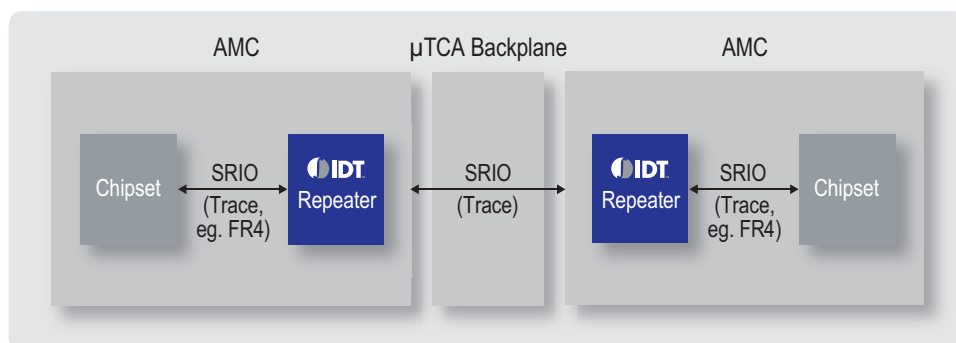 AMC
µTCA Backplane
AMC
Chipset
SRIO
(Trace,
eg. FR4)
IDT
Repeater
SRIO
(Trace)
IDT
Repeater
SRIO
(Trace,
eg. FR4)
Chipset